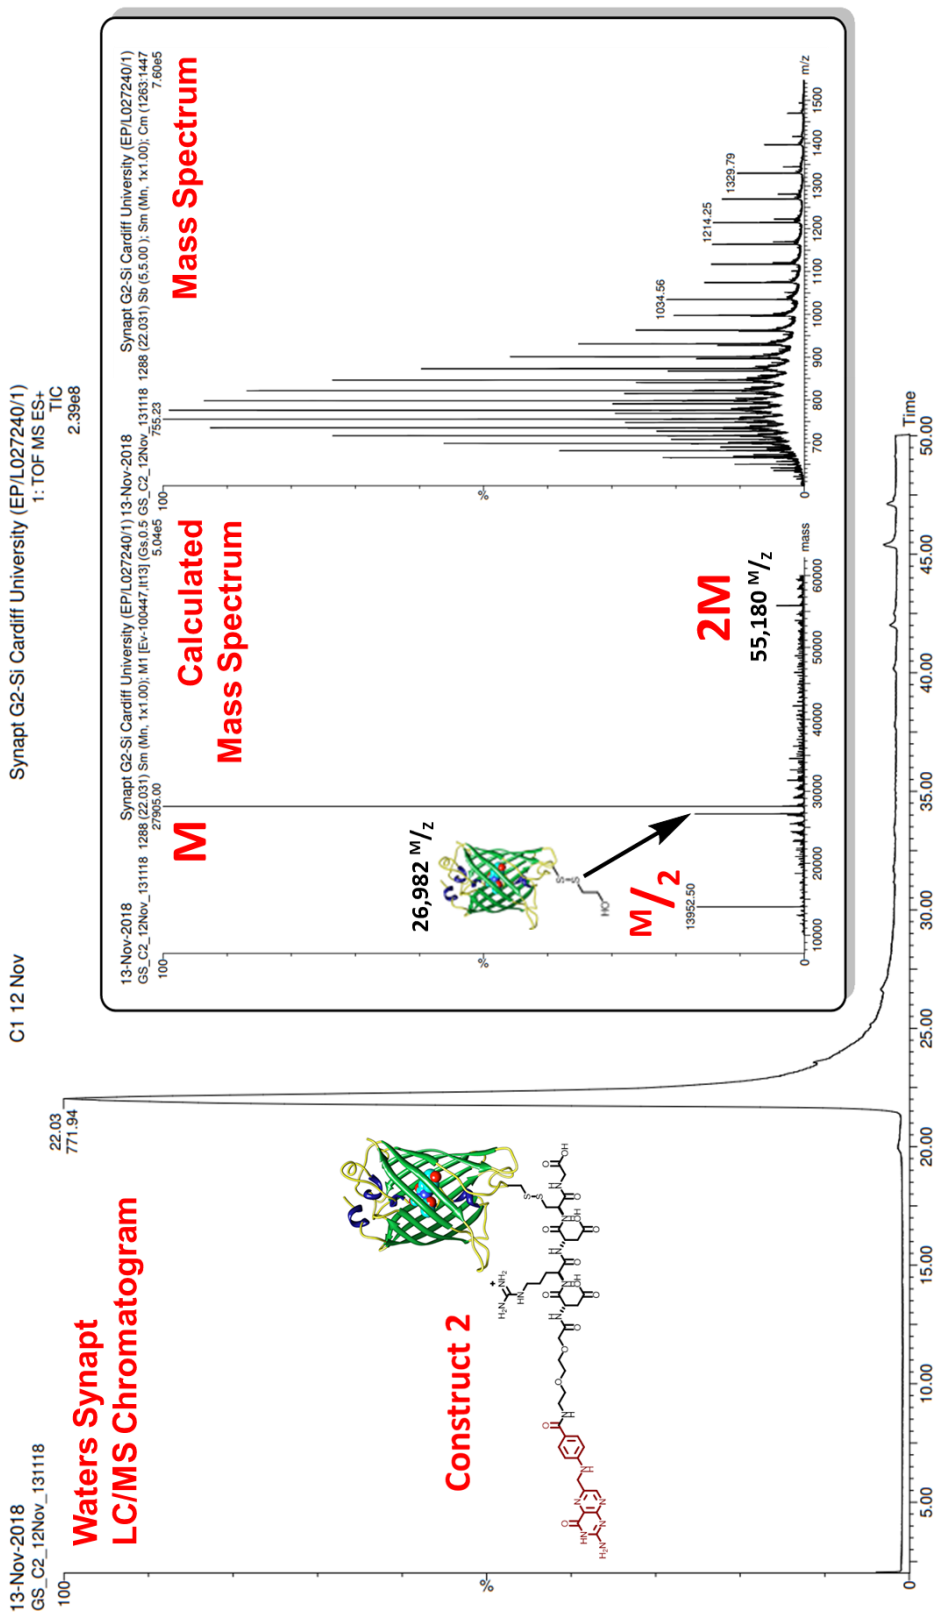 13-Nov-2018
GS_C2_12Nov_131118
C1 12 Nov
Synapt G2-Si Cardiff University (EP/L027240/1)
1: TOF MS ES+
TIC
2.39e8
100
%
0
22.03
771.94
Waters Synapt
LC/MS Chromatogram
Construct 2
5.00
10.00
15.00
20.00
25.00
30.00
35.00
40.00
45.00
50.00
Time
13-Nov-2018
Synapt G2-Si Cardiff University (EP/L027240/1)
GS_C2_12Nov_131118 1288 (22.031) Sm (Mn, 1x1.00); M1 [Ev-100447,It13] (Gs,0.5
5.04e5
100
%
0
27905.00
M
Calculated
Mass Spectrum
26,982 M/Z
HO
S
S
M/2
13952.50
2M
55,180 M/Z
10000
20000
30000
40000
50000
60000
mass
13-Nov-2018
Synapt G2-Si Cardiff University (EP/L027240/1)
GS_C2_12Nov_131118 1288 (22.031) Sb (5,5.00 ); Sm (Mn, 1x1.00); Cm (1263:1447
7.60e5
100
%
0
755.23
Mass Spectrum
1034.56
1214.25
1329.79
700
800
900
1000
1100
1200
1300
1400
1500
m/z